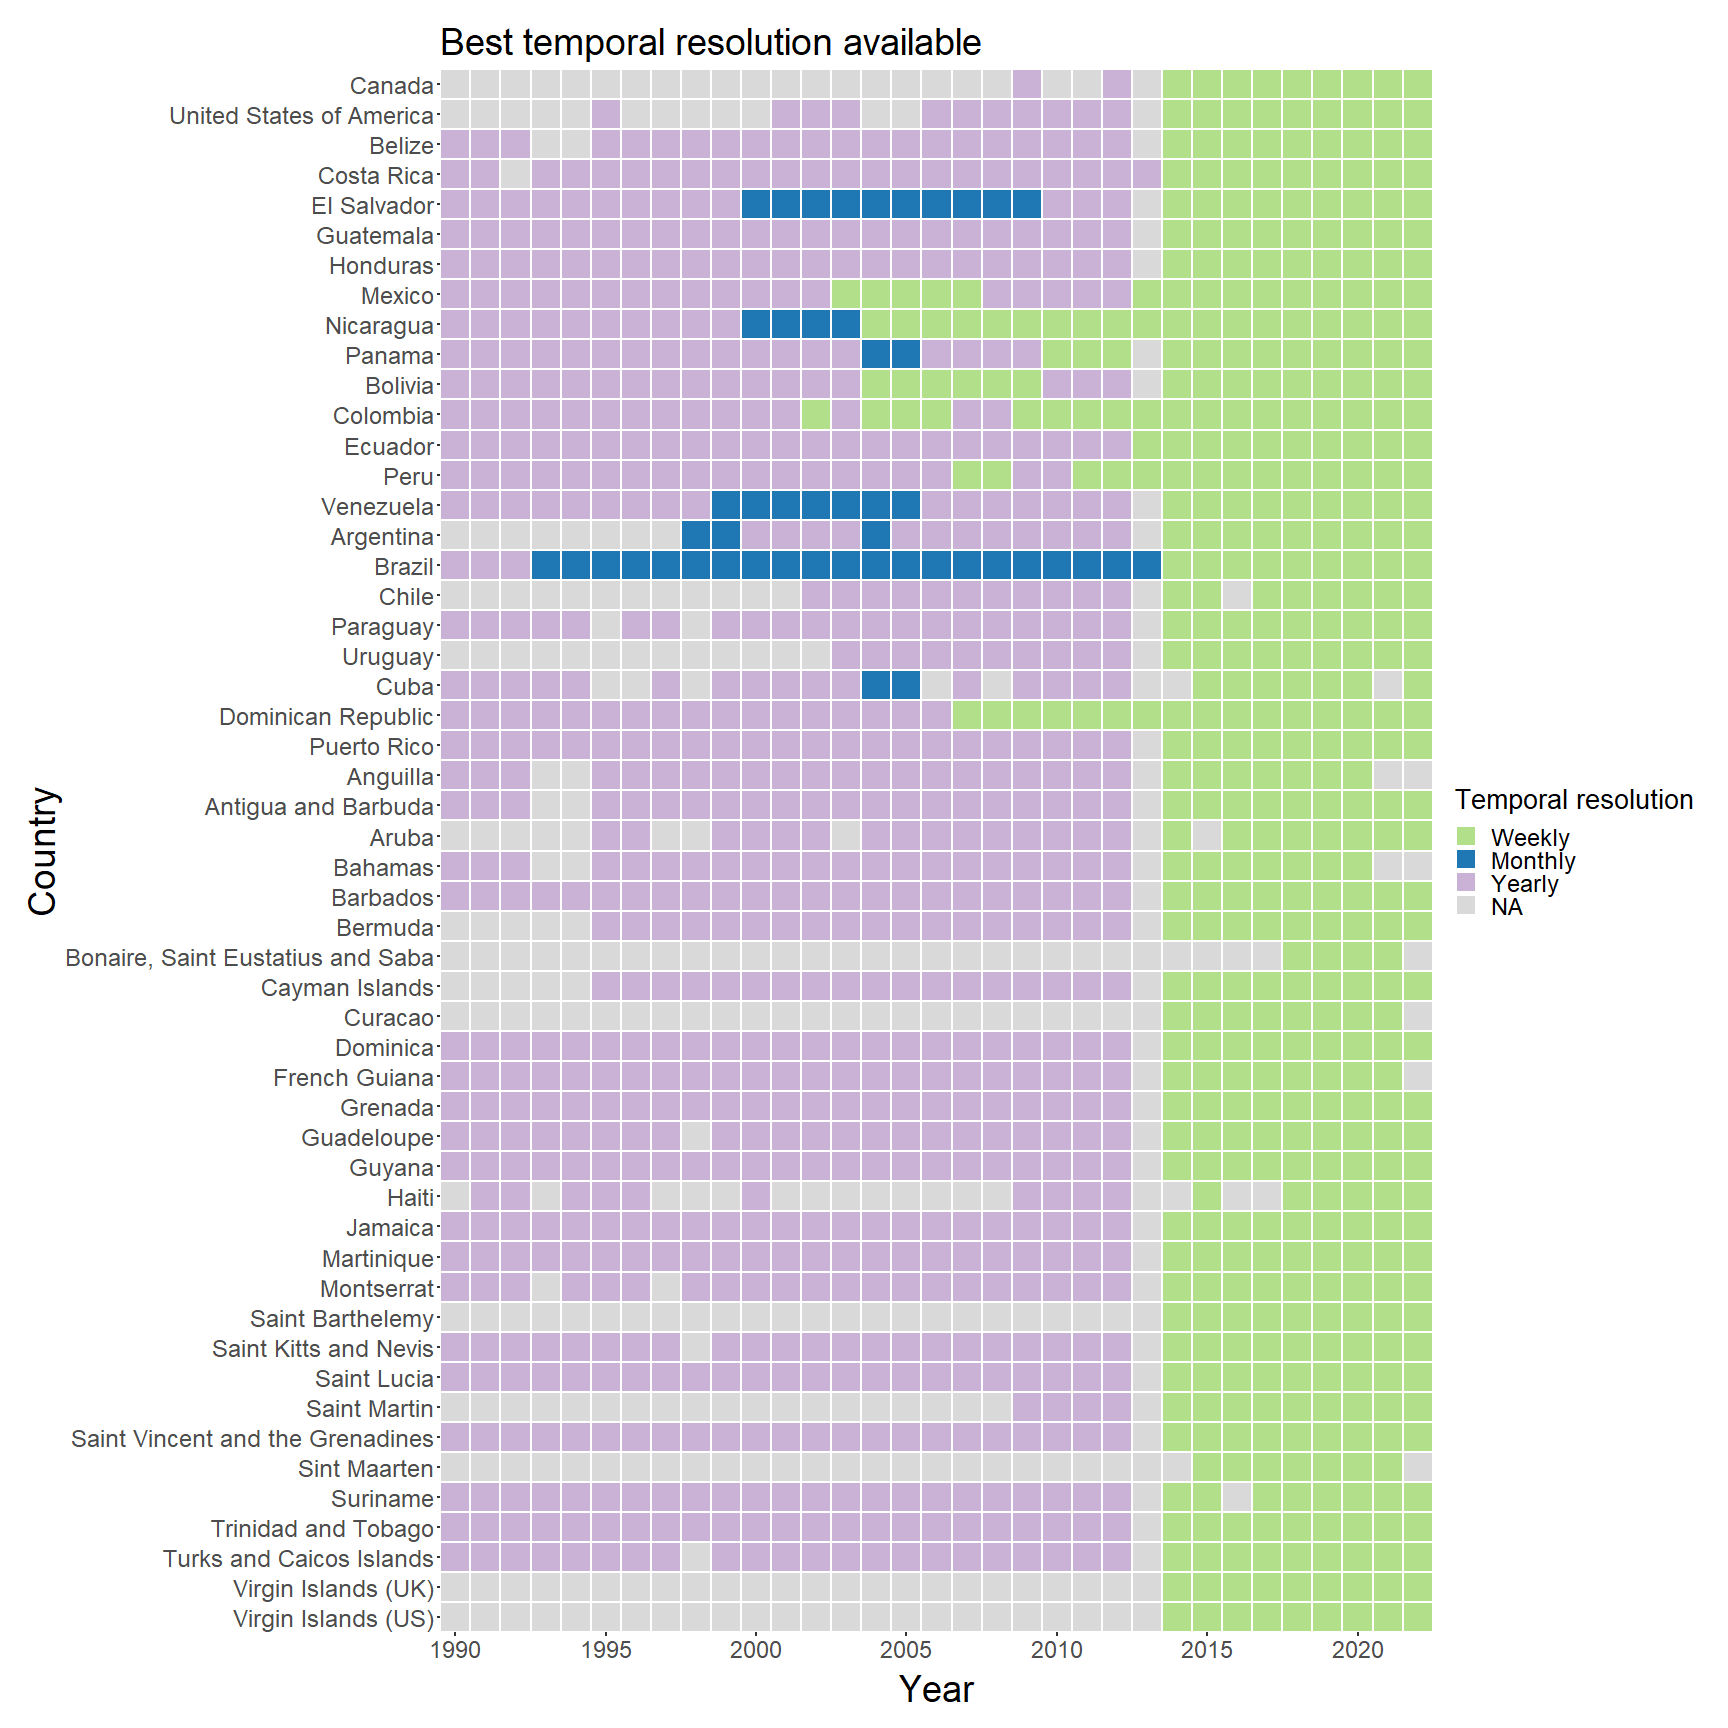 Best temporal resolution available
Canada
United States of America
Belize
Costa Rica
El Salvador
Guatemala
Honduras
Mexico
Nicaragua
Panama
Bolivia
Colombia
Ecuador
Peru
Venezuela
Argentina
Brazil
Chile
Paraguay
Uruguay
Cuba
Dominican Republic
Puerto Rico
Anguilla
Antigua and Barbuda
Aruba
Bahamas
Barbados
Bermuda
Bonaire, Saint Eustatius and Saba
Cayman Islands
Curacao
Dominica
French Guiana
Grenada
Guadeloupe
Guyana
Haiti
Jamaica
Martinique
Montserrat
Saint Barthelemy
Saint Kitts and Nevis
Saint Lucia
Saint Martin
Saint Vincent and the Grenadines
Sint Maarten
Suriname
Trinidad and Tobago
Turks and Caicos Islands
Virgin Islands (UK)
Virgin Islands (US)
1990 1995 2000 2005 2010 2015 2020
Year
Country
Temporal resolution
Weekly
Monthly
Yearly
NA